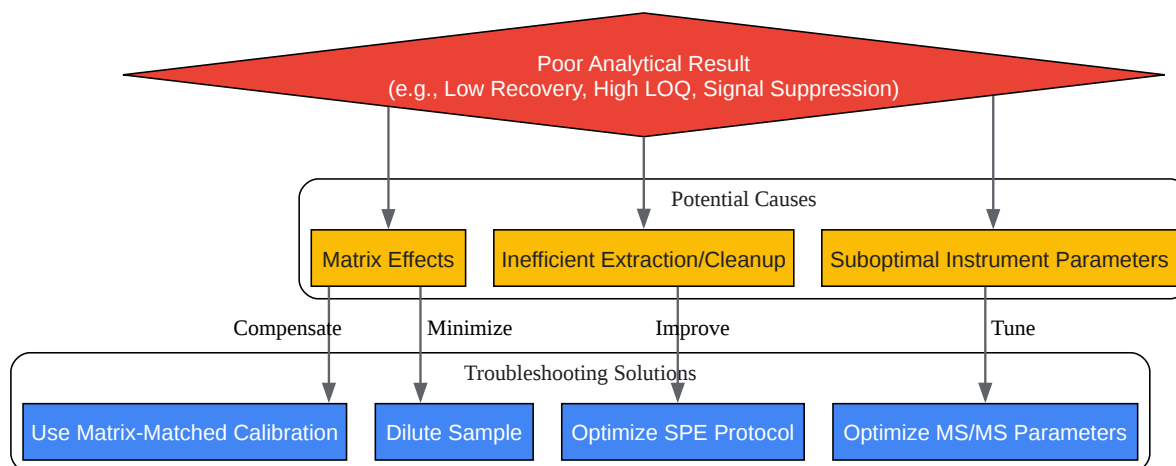 Poor Analytical Result
(e.g., Low Recovery, High LOQ, Signal Suppression)
Potential Causes
Matrix Effects
Inefficient Extraction/Cleanup
Suboptimal Instrument Parameters
Compensate
Minimize
Improve
Tune
Troubleshooting Solutions
Use Matrix-Matched Calibration
Dilute Sample
Optimize SPE Protocol
Optimize MS/MS Parameters